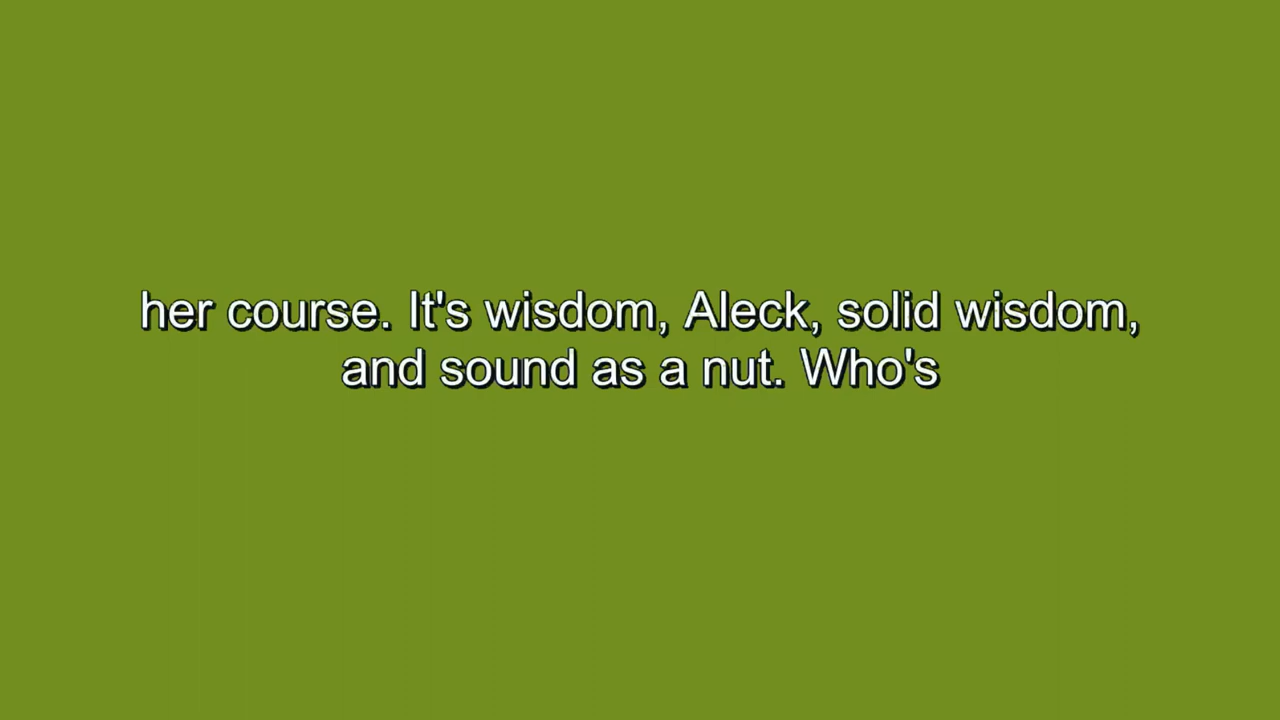 her course. It's wisdom, Aleck, solid wisdom,
and sound as a nut. Who's